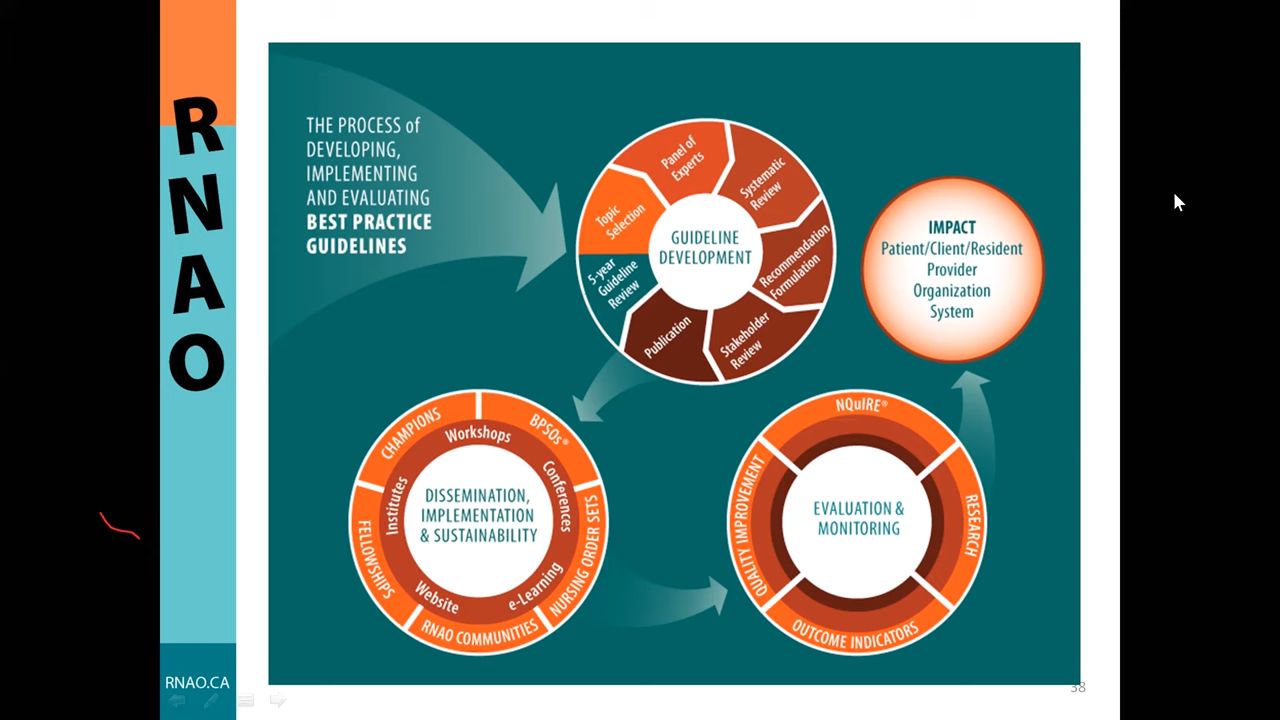 RNAO
THE PROCESS of
DEVELOPING,
IMPLEMENTING
AND EVALUATING
BEST PRACTICE
GUIDELINES
Topic
Selection
Panel of
Experts
Systematic
Review
Recommendation
Formulation
Stakeholder
Review
Publication
5-year
Guideline
Review
GUIDELINE
DEVELOPMENT
IMPACT
Patient/Client/Resident
Provider
Organization
System
CHAMPIONS
BPSOs®
NURSING ORDER SETS
RNAO COMMUNITIES
FELLOWSHIPS
Workshops
Conferences
e-Learning
Website
Institutes
DISSEMINATION,
IMPLEMENTATION
& SUSTAINABILITY
NQuIRE®
RESEARCH
OUTCOME INDICATORS
QUALITY IMPROVEMENT
EVALUATION &
MONITORING
RNAO.CA
38